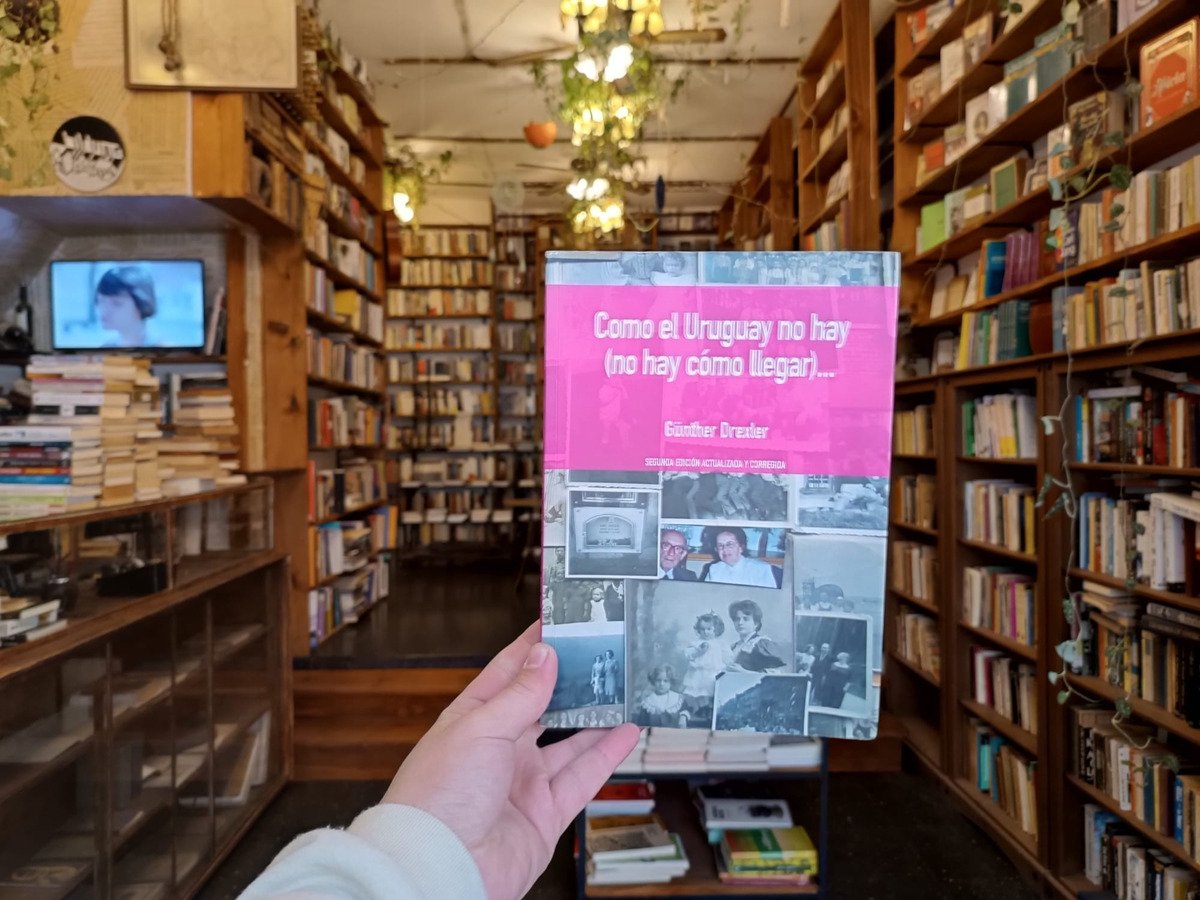 Como el Uruguay no hay
(no hay cómo llegar)...
Günther Drexler
SEGUNDA EDICIÓN ACTUALIZADA Y CORREGIDA